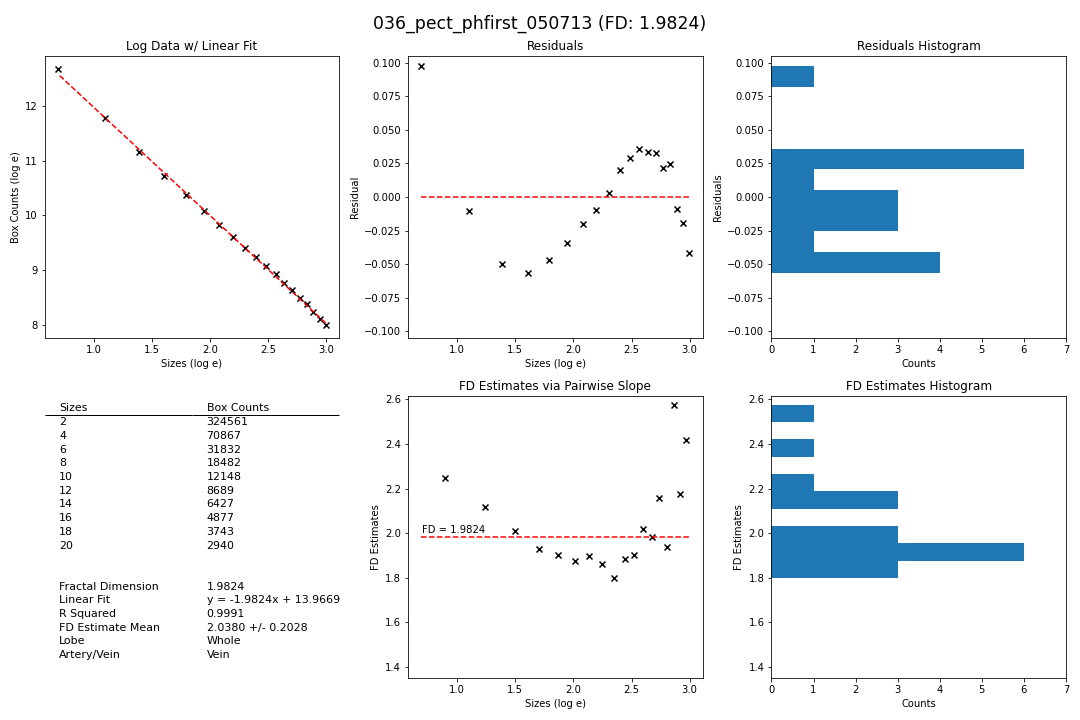 036_pect_phfirst_050713 (FD: 1.9824)
Log Data w/ Linear Fit
12
11
10
9
8
Box Counts (log e)
1.0 1.5 2.0 2.5 3.0
Sizes (log e)
Residuals
0.100
0.075
0.050
0.025
0.000
−0.025
−0.050
−0.075
−0.100
Residual
1.0 1.5 2.0 2.5 3.0
Sizes (log e)
Residuals Histogram
0.100
0.075
0.050
0.025
0.000
−0.025
−0.050
−0.075
−0.100
Residuals
0 1 2 3 4 5 6 7
Counts
Sizes Box Counts
2 324561
4 70867
6 31832
8 18482
10 12148
12 8689
14 6427
16 4877
18 3743
20 2940
Fractal Dimension 1.9824
Linear Fit y = -1.9824x + 13.9669
R Squared 0.9991
FD Estimate Mean 2.0380 +/- 0.2028
Lobe Whole
Artery/Vein Vein
FD Estimates via Pairwise Slope
2.6
2.4
2.2
2.0
1.8
1.6
1.4
FD Estimates
FD = 1.9824
1.0 1.5 2.0 2.5 3.0
Sizes (log e)
FD Estimates Histogram
2.6
2.4
2.2
2.0
1.8
1.6
1.4
FD Estimates
0 1 2 3 4 5 6 7
Counts